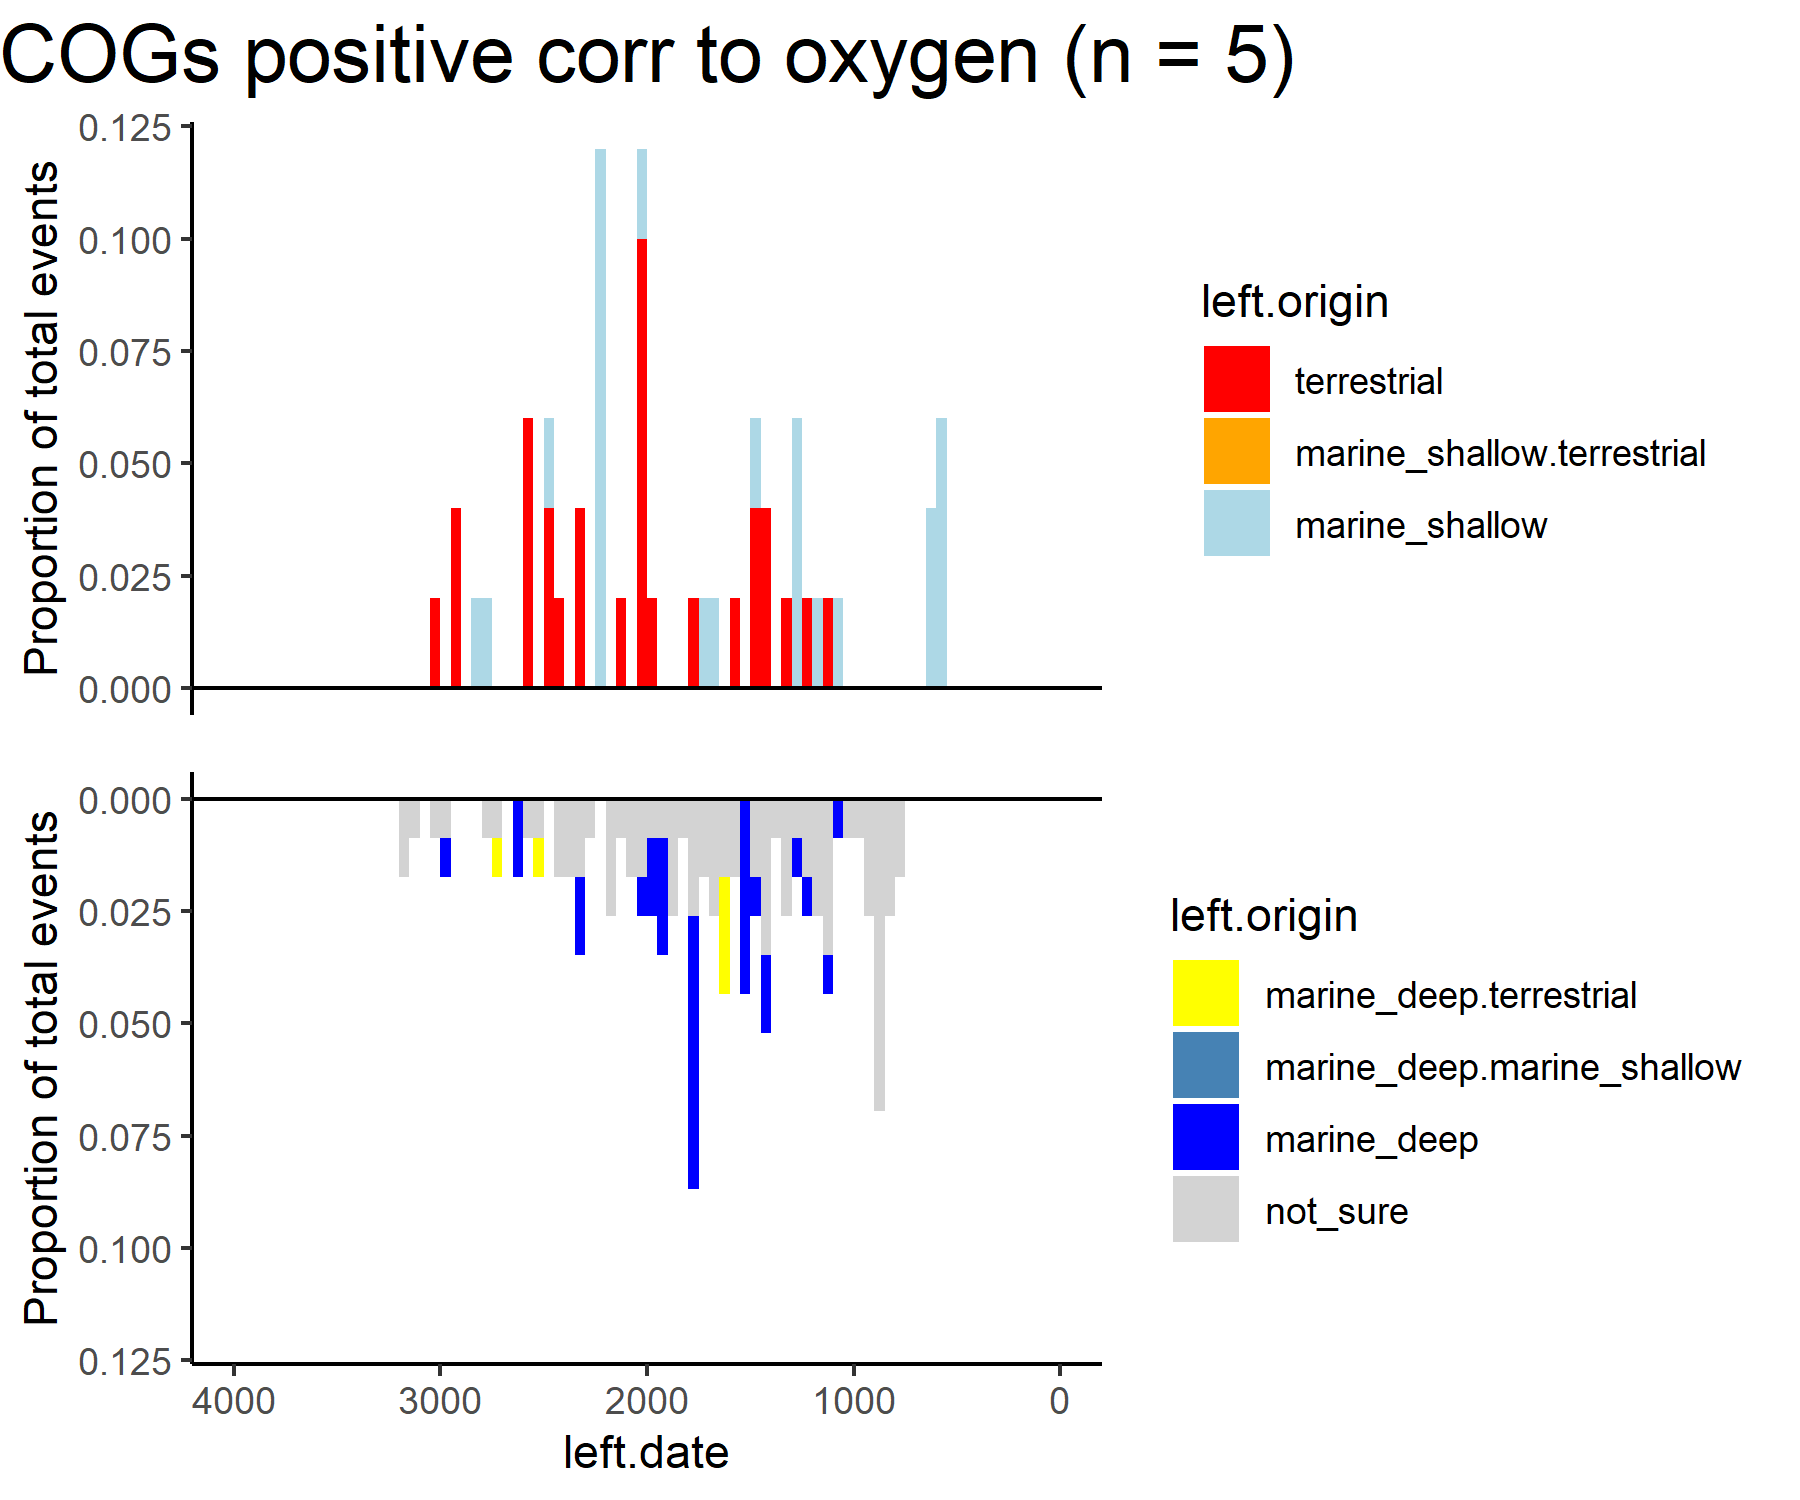 COGs positive corr to oxygen (n = 5)
Proportion of total events
0.125
0.100
0.075
0.050
0.025
0.000
left.origin
terrestrial
marine_shallow.terrestrial
marine_shallow
Proportion of total events
0.000
0.025
0.050
0.075
0.100
0.125
4000 3000 2000 1000 0
left.date
left.origin
marine_deep.terrestrial
marine_deep.marine_shallow
marine_deep
not_sure